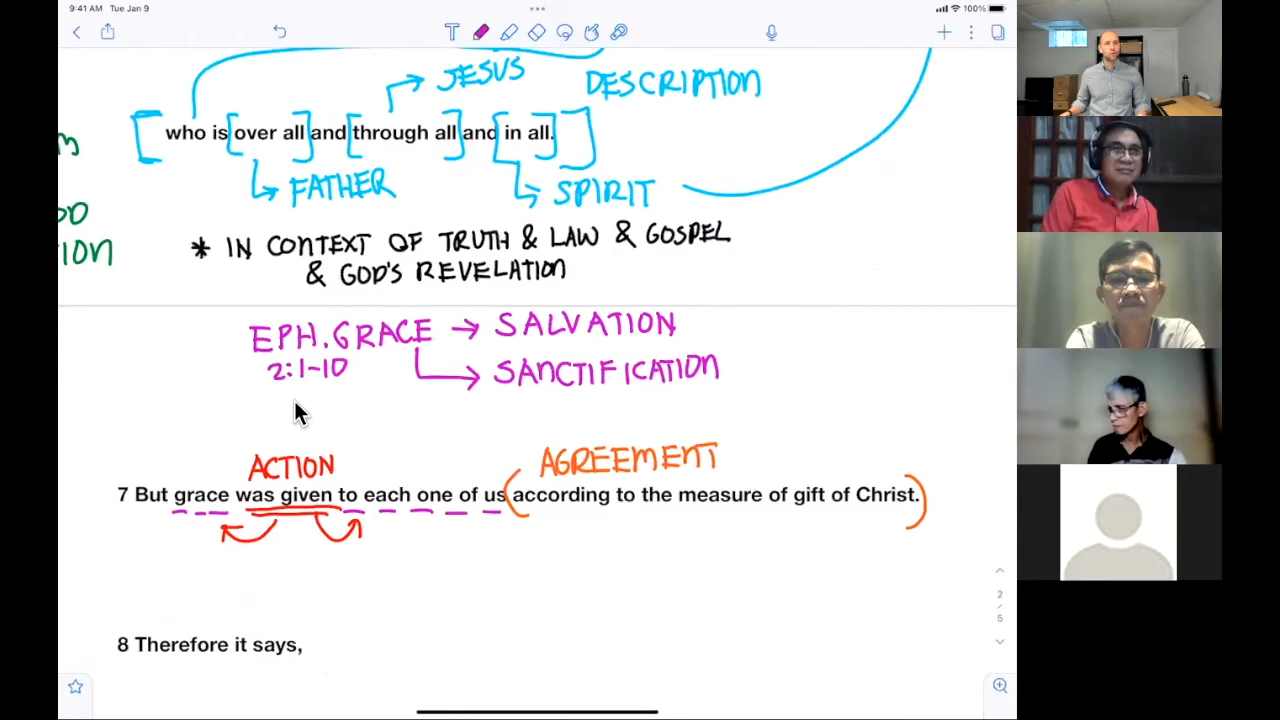 9:41 AM Tue Jan 9
100%
JESUS
DESCRIPTION
who is over all and through all and in all.
FATHER
SPIRIT
* IN CONTEXT OF TRUTH & LAW & GOSPEL
& GOD'S REVELATION
EPH. GRACE → SALVATION
2:1-10
SANCTIFICATION
ACTION
AGREEMENT
7 But grace was given to each one of us (according to the measure of gift of Christ.)
2
/
5
8 Therefore it says,